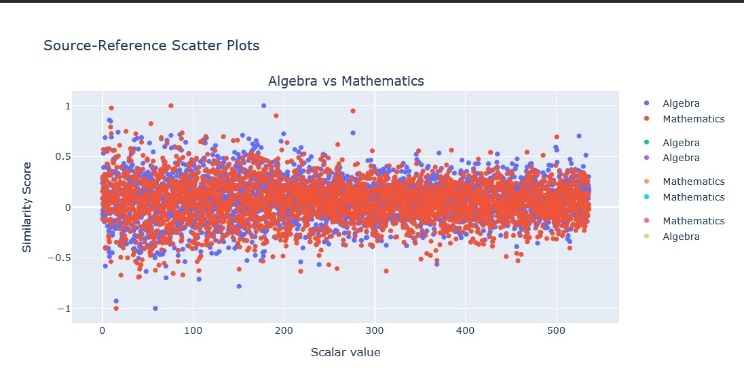 Source-Reference Scatter Plots
Algebra vs Mathematics
1
0.5
0
−0.5
−1
Similarity Score
0 100 200 300 400 500
Scalar value
Algebra
Mathematics
Algebra
Algebra
Mathematics
Mathematics
Mathematics
Algebra